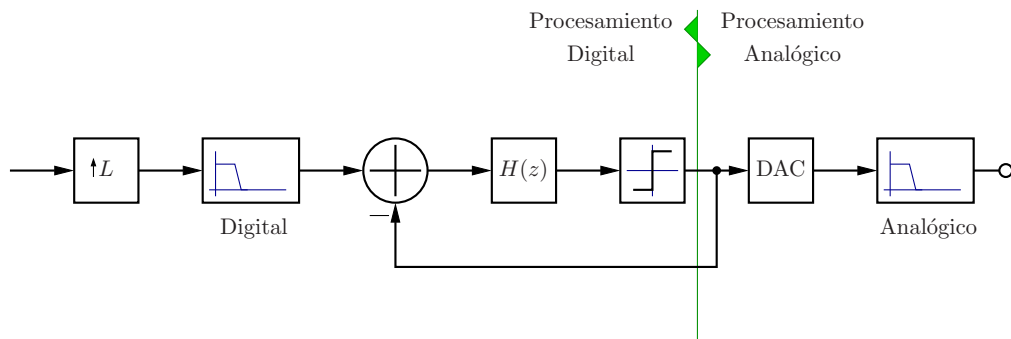 Procesamiento
Digital
Procesamiento
Analógico
↑L
Digital
−
H(z)
DAC
Analógico